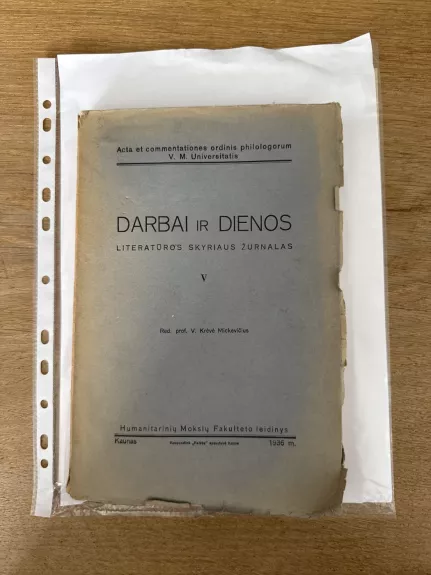 Acta et commentationes ordinis philologorum
V. M. Universitatis
DARBAI IR DIENOS
LITERATŪROS SKYRIAUS ŽURNALAS
V
Red. prof. V. Krėvė Mickevičius
Humanitarinių Mokslų Fakulteto leidinys
Kaunas 1936 m.